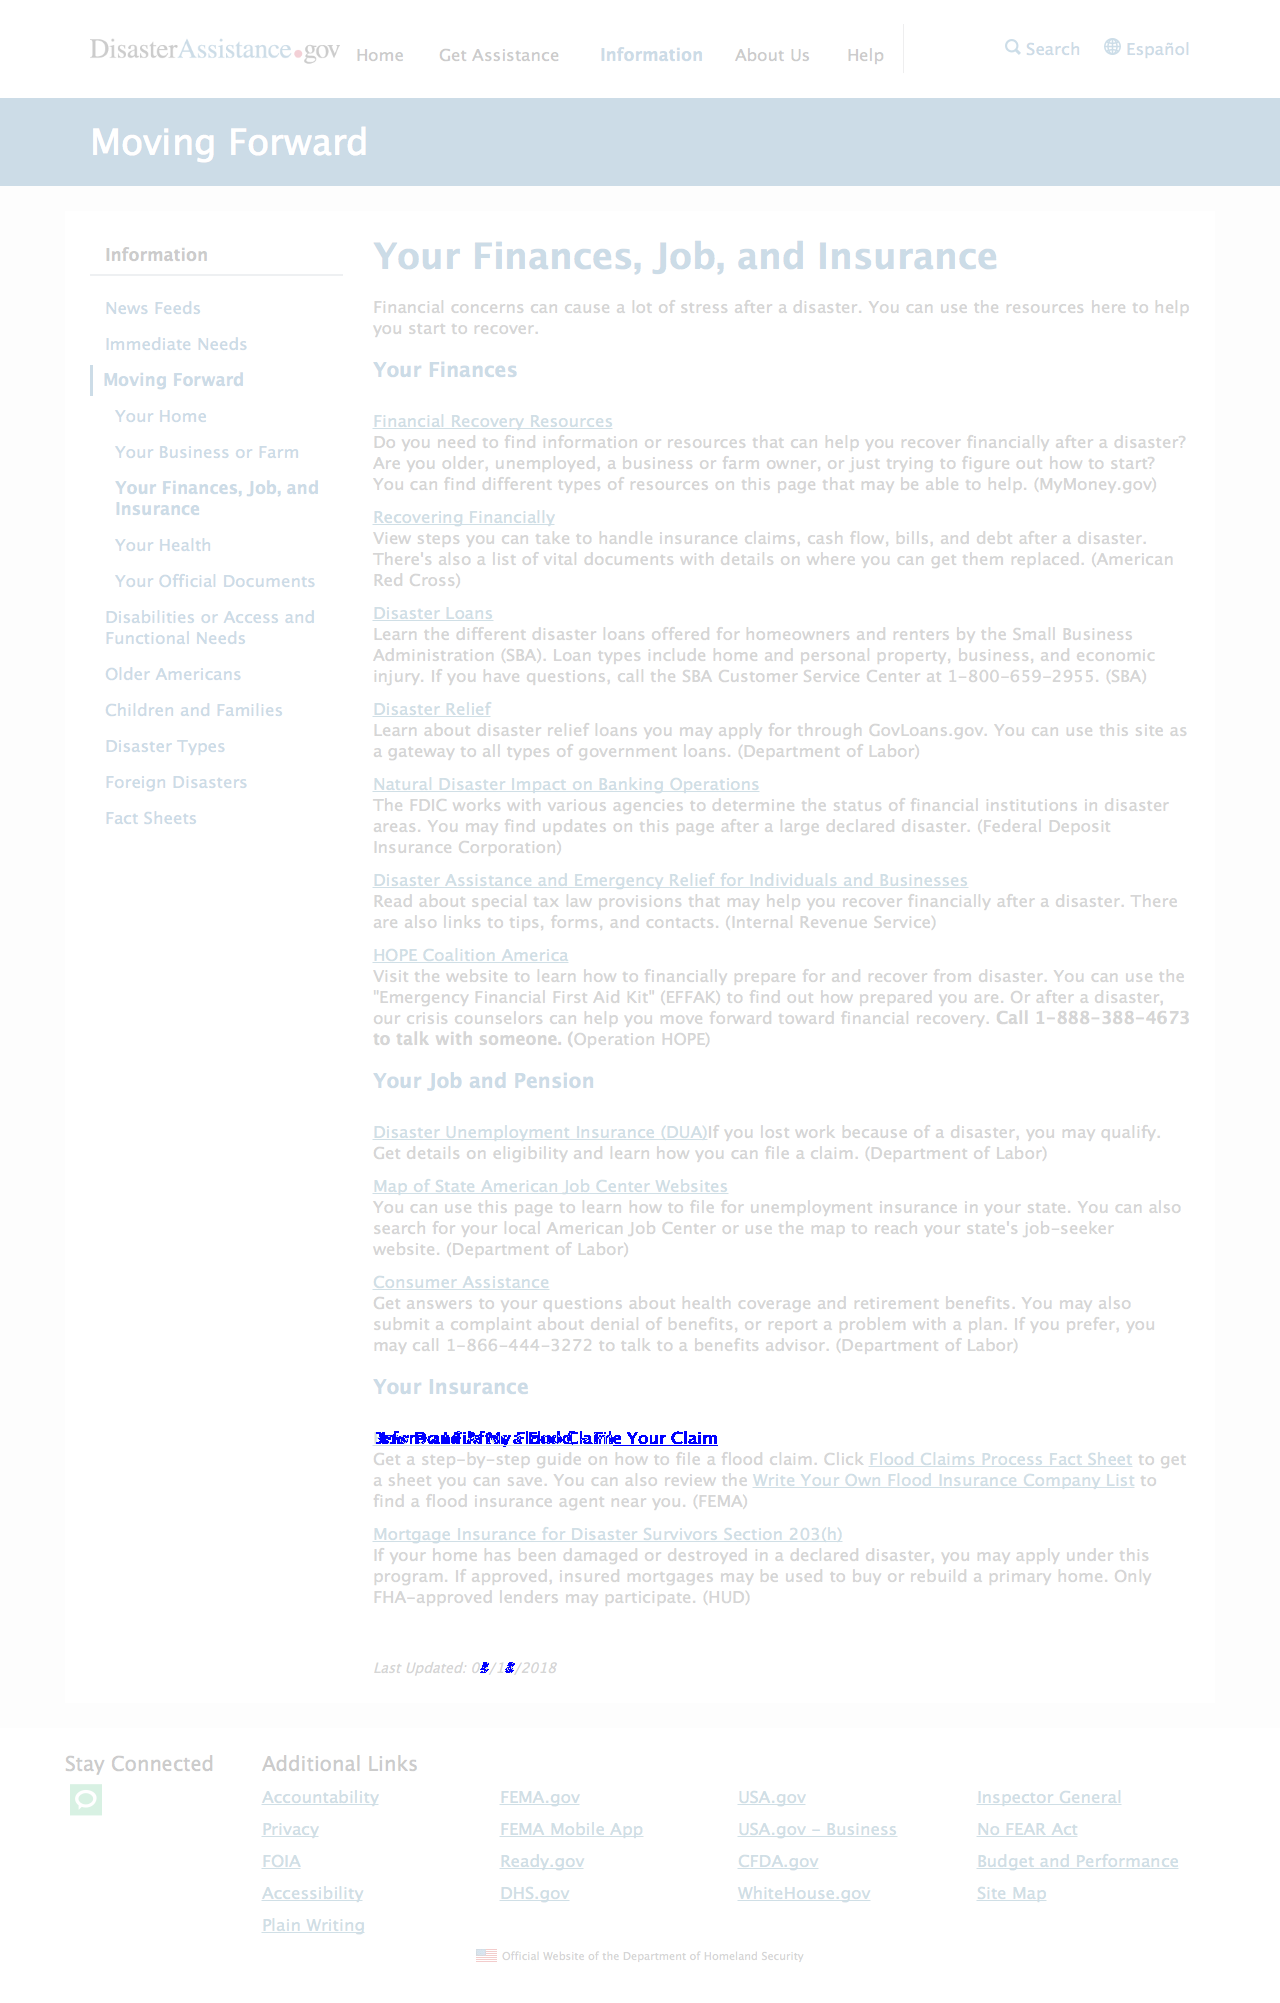 DisasterAssistance.gov
Home Get Assistance Information About Us Help
Search Español
Moving Forward
Information
News Feeds
Immediate Needs
Moving Forward
Your Home
Your Business or Farm
Your Finances, Job, and
Insurance
Your Health
Your Official Documents
Disabilities or Access and
Functional Needs
Older Americans
Children and Families
Disaster Types
Foreign Disasters
Fact Sheets
Your Finances, Job, and Insurance
Financial concerns can cause a lot of stress after a disaster. You can use the resources here to help
you start to recover.
Your Finances
Financial Recovery Resources
Do you need to find information or resources that can help you recover financially after a disaster?
Are you older, unemployed, a business or farm owner, or just trying to figure out how to start?
You can find different types of resources on this page that may be able to help. (MyMoney.gov)
Recovering Financially
View steps you can take to handle insurance claims, cash flow, bills, and debt after a disaster.
There's also a list of vital documents with details on where you can get them replaced. (American
Red Cross)
Disaster Loans
Learn the different disaster loans offered for homeowners and renters by the Small Business
Administration (SBA). Loan types include home and personal property, business, and economic
injury. If you have questions, call the SBA Customer Service Center at 1-800-659-2955. (SBA)
Disaster Relief
Learn about disaster relief loans you may apply for through GovLoans.gov. You can use this site as
a gateway to all types of government loans. (Department of Labor)
Natural Disaster Impact on Banking Operations
The FDIC works with various agencies to determine the status of financial institutions in disaster
areas. You may find updates on this page after a large declared disaster. (Federal Deposit
Insurance Corporation)
Disaster Assistance and Emergency Relief for Individuals and Businesses
Read about special tax law provisions that may help you recover financially after a disaster. There
are also links to tips, forms, and contacts. (Internal Revenue Service)
HOPE Coalition America
Visit the website to learn how to financially prepare for and recover from disaster. You can use the
"Emergency Financial First Aid Kit" (EFFAK) to find out how prepared you are. Or after a disaster,
our crisis counselors can help you move forward toward financial recovery. Call 1-888-388-4673
to talk with someone. (Operation HOPE)
Your Job and Pension
Disaster Unemployment Insurance (DUA)If you lost work because of a disaster, you may qualify.
Get details on eligibility and learn how you can file a claim. (Department of Labor)
Map of State American Job Center Websites
You can use this page to learn how to file for unemployment insurance in your state. You can also
search for your local American Job Center or use the map to reach your state's job-seeker
website. (Department of Labor)
Consumer Assistance
Get answers to your questions about health coverage and retirement benefits. You may also
submit a complaint about denial of benefits, or report a problem with a plan. If you prefer, you
may call 1-866-444-3272 to talk to a benefits advisor. (Department of Labor)
Your Insurance
Your Claim
Get a step-by-step guide on how to file a flood claim. Click Flood Claims Process Fact Sheet to get
a sheet you can save. You can also review the Write Your Own Flood Insurance Company List to
find a flood insurance agent near you. (FEMA)
Mortgage Insurance for Disaster Survivors Section 203(h)
If your home has been damaged or destroyed in a declared disaster, you may apply under this
program. If approved, insured mortgages may be used to buy or rebuild a primary home. Only
FHA-approved lenders may participate. (HUD)
Last Updated:
Stay Connected
Additional Links
Accountability FEMA.gov USA.gov Inspector General
Privacy FEMA Mobile App USA.gov - Business No FEAR Act
FOIA Ready.gov CFDA.gov Budget and Performance
Accessibility DHS.gov WhiteHouse.gov Site Map
Plain Writing
Official Website of the Department of Homeland Security